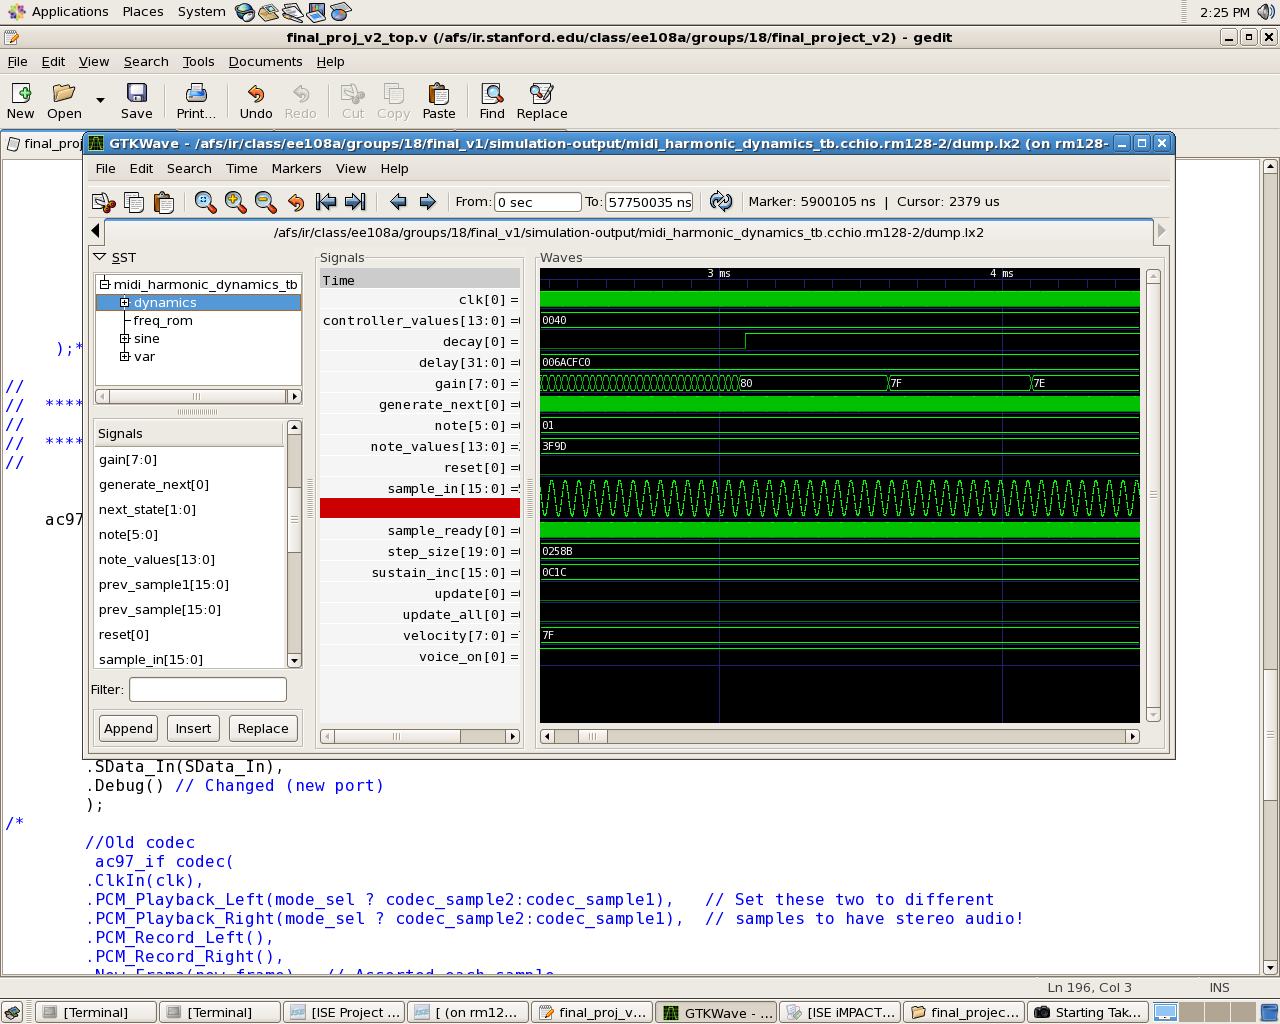 Applications Places System 2:25 PM
final_proj_v2_top.v (/afs/ir.stanford.edu/class/ee108a/groups/18/final_project_v2) - gedit
File Edit View Search Tools Documents Help
New Open Save Print... Undo Redo Cut Copy Paste Find Replace
final_proj
GTKWave - /afs/ir/class/ee108a/groups/18/final_v1/simulation-output/midi_harmonic_dynamics_tb.cchio.rm128-2/dump.lx2 (on rm128-
File Edit Search Time Markers View Help
From: 0 sec To: 57750035 ns Marker: 5900105 ns | Cursor: 2379 us
/afs/ir/class/ee108a/groups/18/final_v1/simulation-output/midi_harmonic_dynamics_tb.cchio.rm128-2/dump.lx2
SST
midi_harmonic_dynamics_tb
dynamics
freq_rom
sine
var
Signals
gain[7:0]
generate_next[0]
next_state[1:0]
note[5:0]
note_values[13:0]
prev_sample1[15:0]
prev_sample[15:0]
reset[0]
sample_in[15:0]
Filter:
Append Insert Replace
Signals
Time
clk[0] =
controller_values[13:0] =
decay[0] =
delay[31:0] =
gain[7:0] =
generate_next[0] =
note[5:0] =
note_values[13:0] =
reset[0] =
sample_in[15:0] =
sample_ready[0] =
step_size[19:0] =
sustain_inc[15:0] =
update[0] =
update_all[0] =
velocity[7:0] =
voice_on[0] =
Waves
3 ms 4 ms
0040
006ACFC0
80 7F 7E
01
3F9D
0258B
0C1C
7F
);*
//
// ****
//
// ****
//
ac97
.SData_In(SData_In),
.Debug() // Changed (new port)
);
/*
//Old codec
ac97_if codec(
.ClkIn(clk),
.PCM_Playback_Left(mode_sel ? codec_sample2:codec_sample1), // Set these two to different
.PCM_Playback_Right(mode_sel ? codec_sample2:codec_sample1), // samples to have stereo audio!
.PCM_Record_Left(),
.PCM_Record_Right(),
.New_Frame(new_frame), // Asserted each sample
Ln 196, Col 3 INS
[Terminal] [Terminal] [ISE Project ... [ (on rm12... final_proj_v... GTKWave - ... [ISE iMPACT... final_projec... Starting Tak...